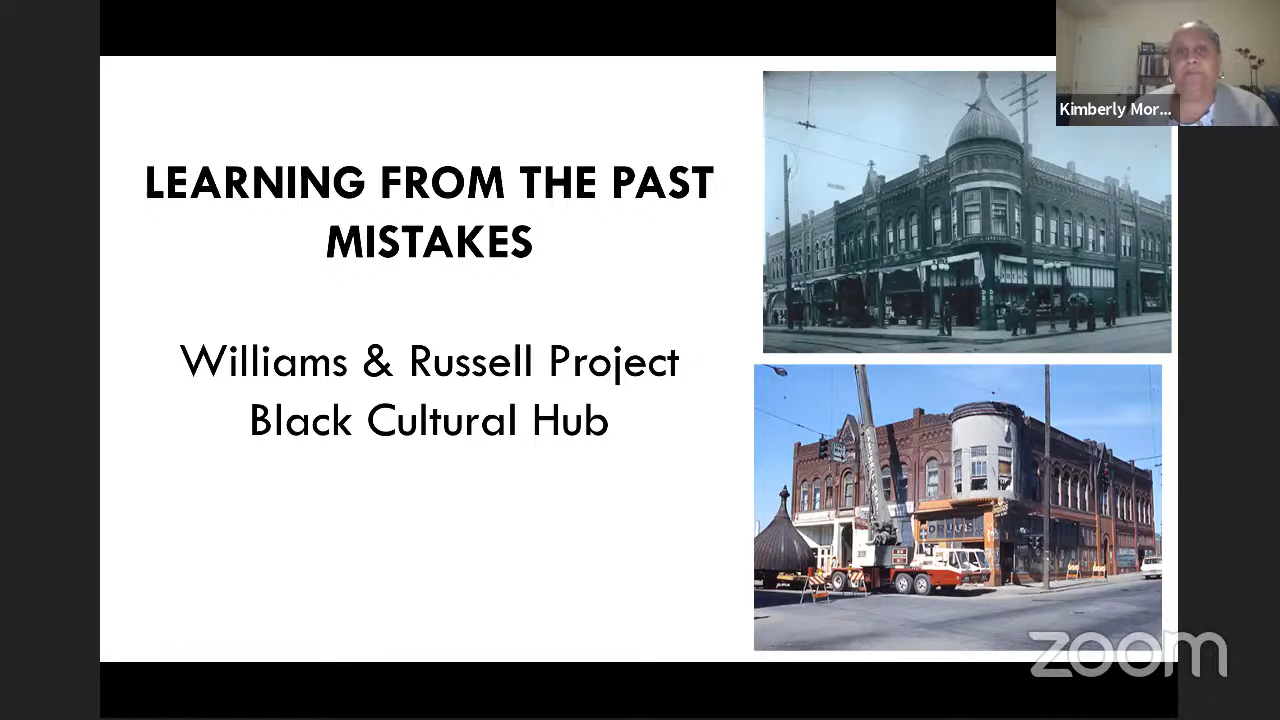 LEARNING FROM THE PAST
MISTAKES
Williams & Russell Project
Black Cultural Hub
Kimberly Mor...
DRUGS
zoom